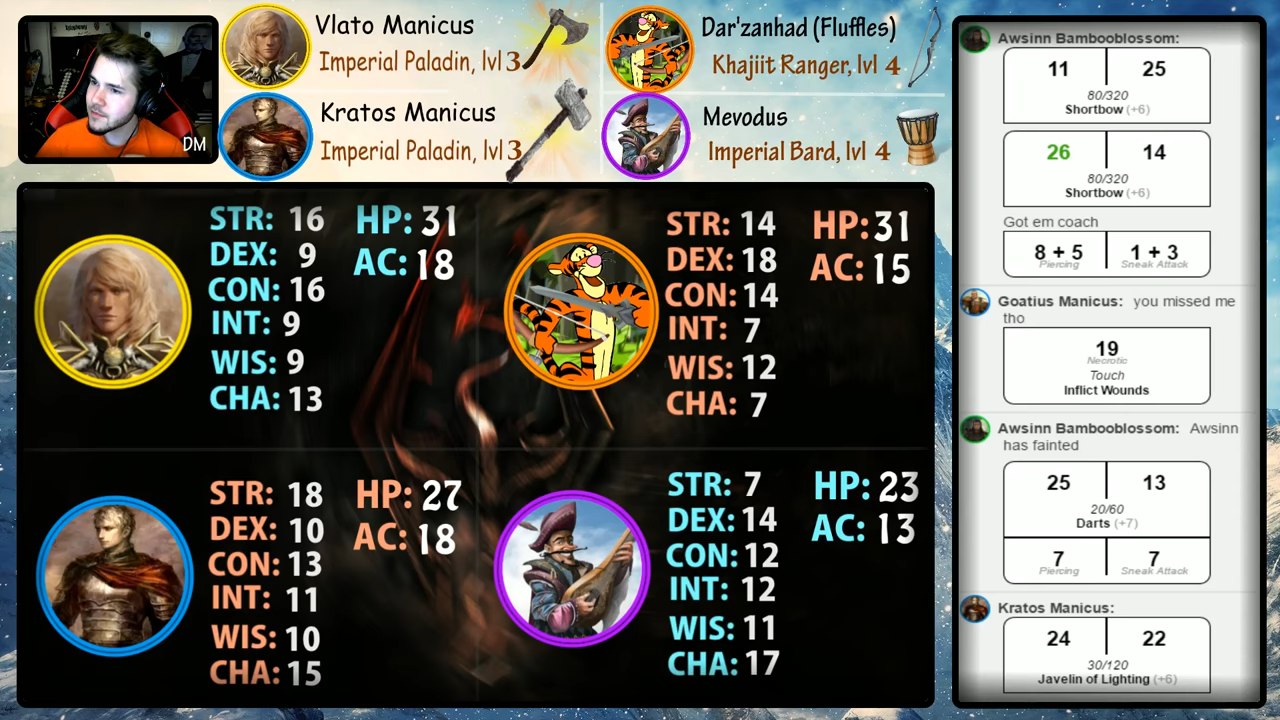 Vlato Manicus
Imperial Paladin, lvl 3
Kratos Manicus
Imperial Paladin, lvl 3
Dar'zanhad (Fluffles)
Khajiit Ranger, lvl 4
Mevodus
Imperial Bard, lvl 4
DM
STR: 16
DEX: 9
CON: 16
INT: 9
WIS: 9
CHA: 13
HP: 31
AC: 18
STR: 14
DEX: 18
CON: 14
INT: 7
WIS: 12
CHA: 7
HP: 31
AC: 15
STR: 18
DEX: 10
CON: 13
INT: 11
WIS: 10
CHA: 15
HP: 27
AC: 18
STR: 7
DEX: 14
CON: 12
INT: 12
WIS: 11
CHA: 17
HP: 23
AC: 13
Awsinn Bambooblossom:
11 25
80/320
Shortbow (+6)
26 14
80/320
Shortbow (+6)
Got em coach
8 + 5 1 + 3
Piercing Sneak Attack
Goatius Manicus: you missed me
tho
19
Necrotic
Touch
Inflict Wounds
Awsinn Bambooblossom: Awsinn
has fainted
25 13
20/60
Darts (+7)
7 7
Piercing Sneak Attack
Kratos Manicus:
24 22
30/120
Javelin of Lighting (+6)